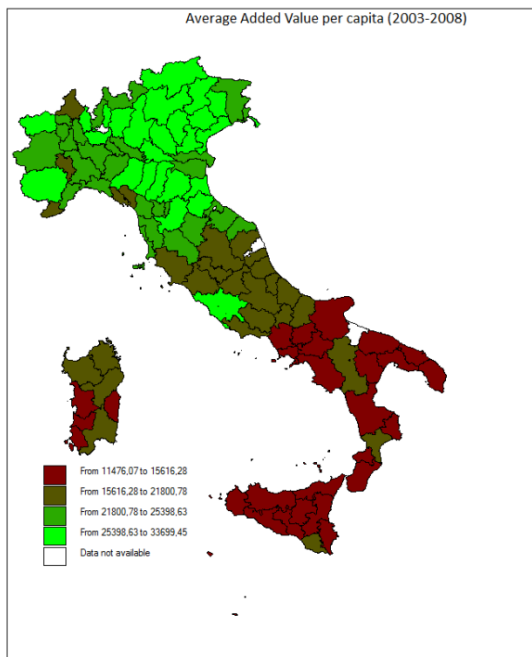 Average Added Value per capita (2003-2008)
From 11476,07 to 15616,28
From 15616,28 to 21800,78
From 21800,78 to 25398,63
From 25398,63 to 33699,45
Data not available